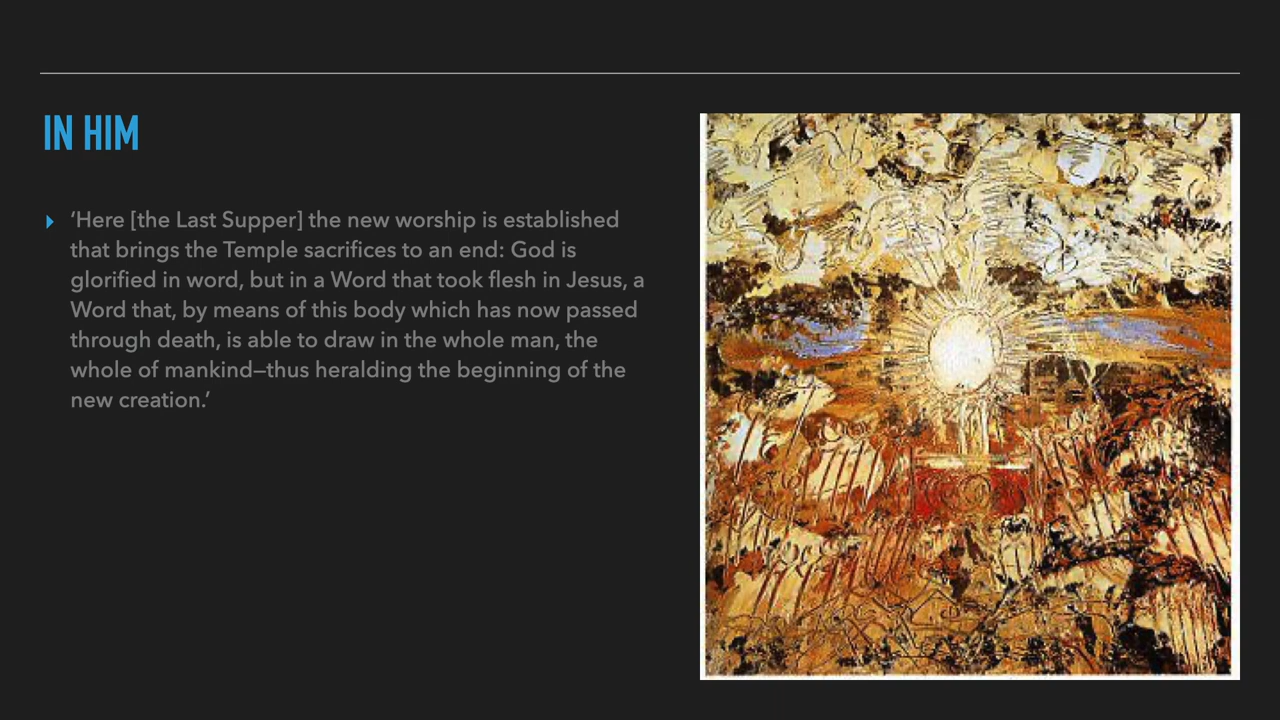 IN HIM
‘Here [the Last Supper] the new worship is established
that brings the Temple sacrifices to an end: God is
glorified in word, but in a Word that took flesh in Jesus, a
Word that, by means of this body which has now passed
through death, is able to draw in the whole man, the
whole of mankind—thus heralding the beginning of the
new creation.’